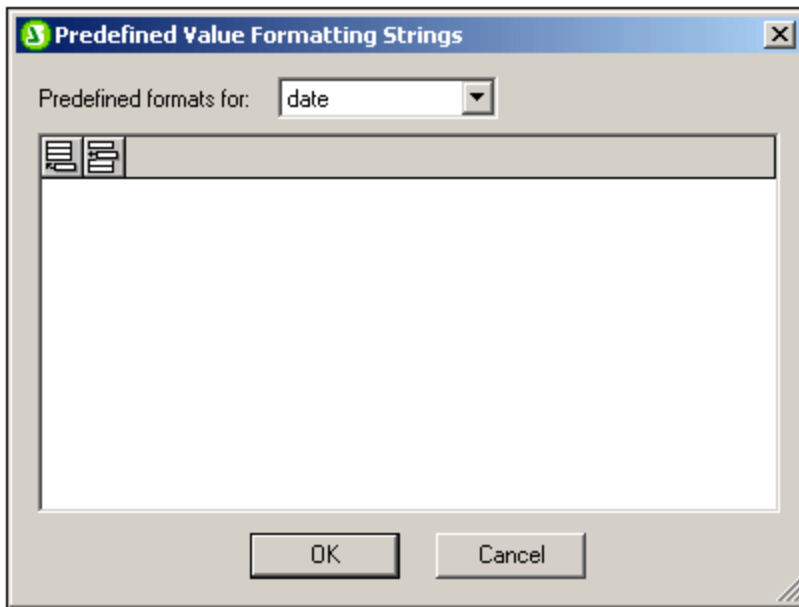 Predefined Value Formatting Strings
Predefined formats for: date
OK Cancel